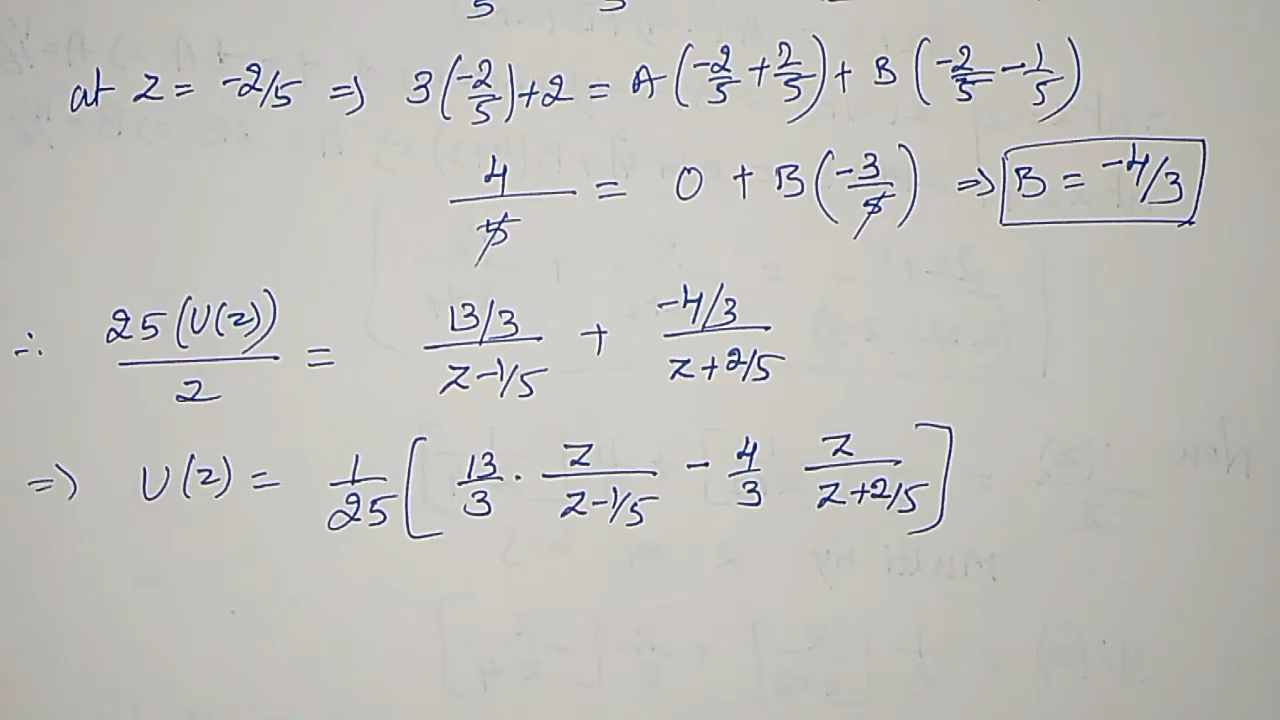 5 5
at z = -2/5 ⇒ 3(-2/5)+2 = A(-2/5 + 2/5) + B(-2/5 - 1/5)
4/5 = 0 + B(-3/5) ⇒ B = -4/3
∴ 25(U(z))/z = 13/3/(z-1/5) + -4/3/(z+2/5)
⇒ U(z) = 1/25 [ 13/3 . z/(z-1/5) - 4/3 z/(z+2/5) ]